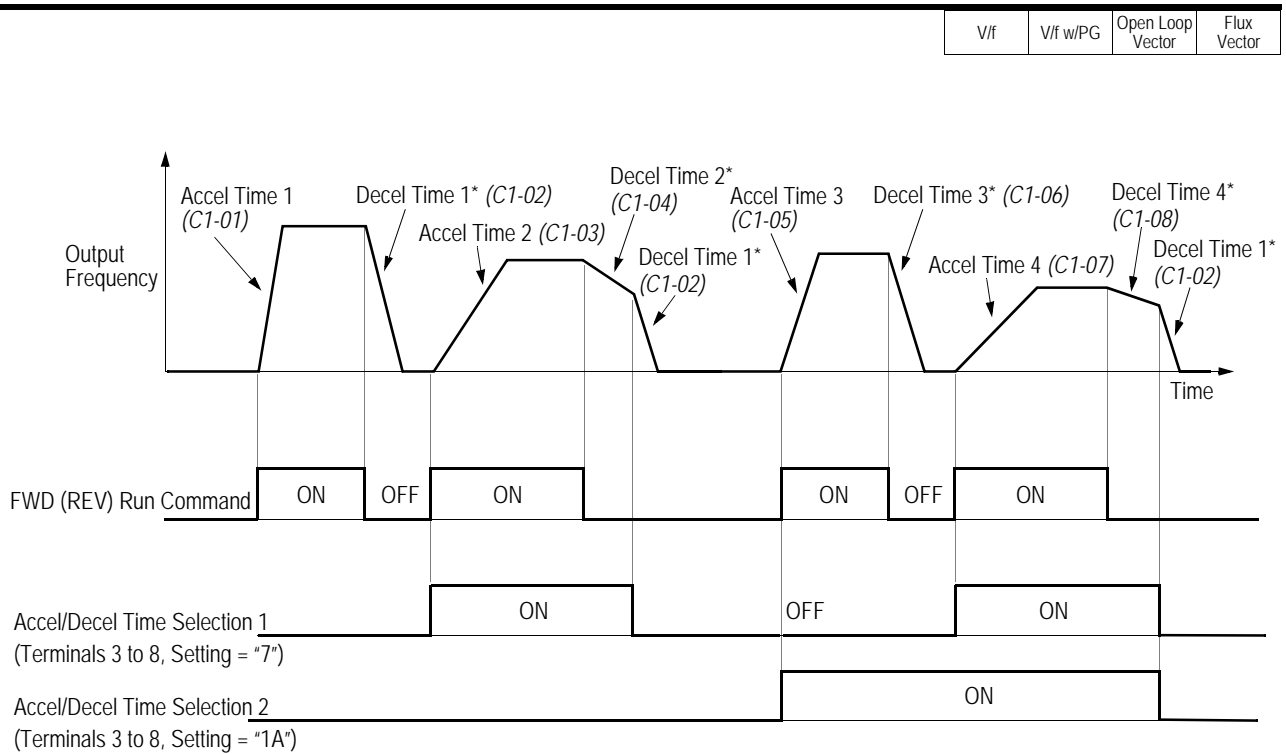 V/f
V/f w/PG
Open Loop
Vector
Flux
Vector
Accel Time 1
(C1-01)
Decel Time 1* (C1-02)
Accel Time 2 (C1-03)
Decel Time 2*
(C1-04)
Decel Time 1*
(C1-02)
Accel Time 3
(C1-05)
Decel Time 3* (C1-06)
Accel Time 4 (C1-07)
Decel Time 4*
(C1-08)
Decel Time 1*
(C1-02)
Output
Frequency
Time
FWD (REV) Run Command
ON
OFF
ON
ON
OFF
ON
Accel/Decel Time Selection 1
(Terminals 3 to 8, Setting = “7”)
ON
OFF
ON
Accel/Decel Time Selection 2
(Terminals 3 to 8, Setting = “1A”)
ON